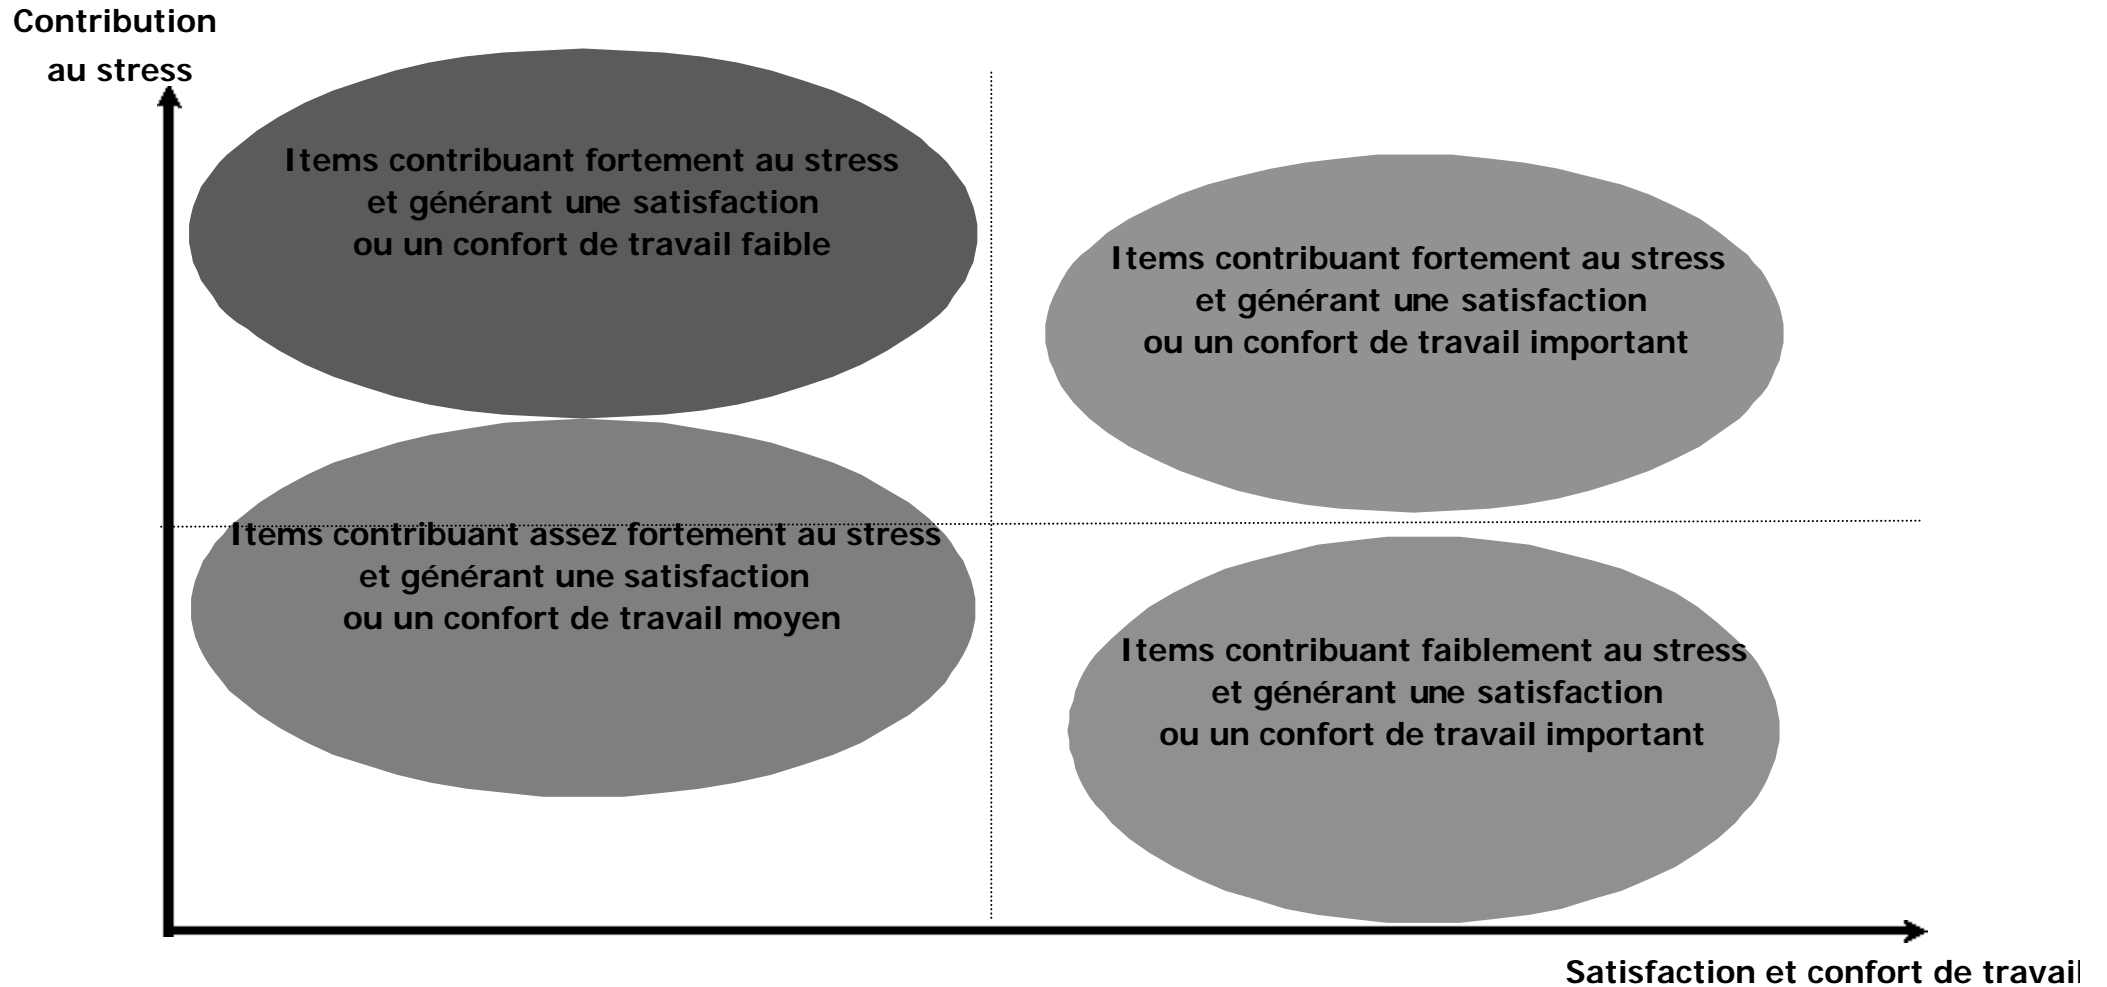 Contribution
au stress
Items contribuant fortement au stress
et générant une satisfaction
ou un confort de travail faible
Items contribuant fortement au stress
et générant une satisfaction
ou un confort de travail important
Items contribuant assez fortement au stress
et générant une satisfaction
ou un confort de travail moyen
Items contribuant faiblement au stress
et générant une satisfaction
ou un confort de travail important
Satisfaction et confort de travail